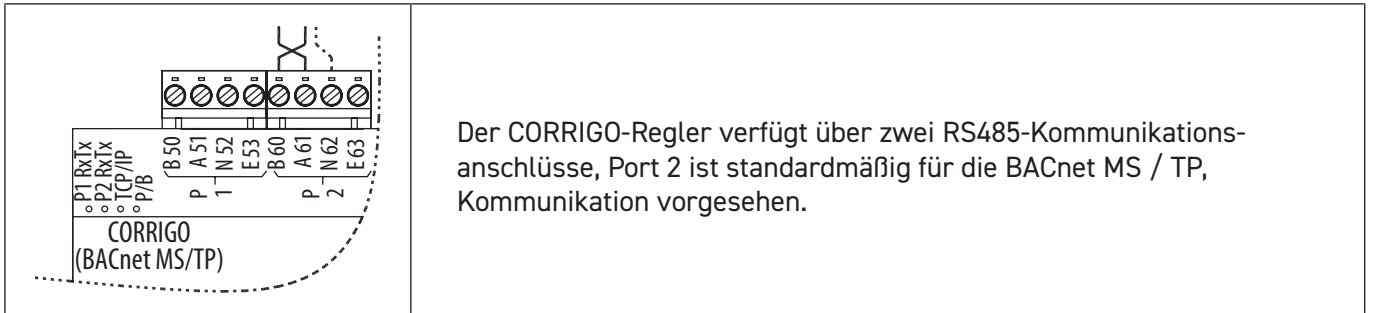 P1 RxTx
P2 RxTx
TCP/IP
P/B
B 50
A 51
N 52
E 53
B 60
A 61
N 62
E 63
P 1
P 2
CORRIGO
(BACnet MS/TP)
Der CORRIGO-Regler verfügt über zwei RS485-Kommunikations-
anschlüsse, Port 2 ist standardmäßig für die BACnet MS / TP,
Kommunikation vorgesehen.